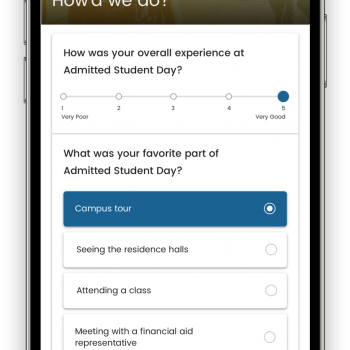 How'd we do?
How was your overall experience at
Admitted Student Day?
1 2 3 4 5
Very Poor Very Good
What was your favorite part of
Admitted Student Day?
Campus tour
Seeing the residence halls
Attending a class
Meeting with a financial aid
representative